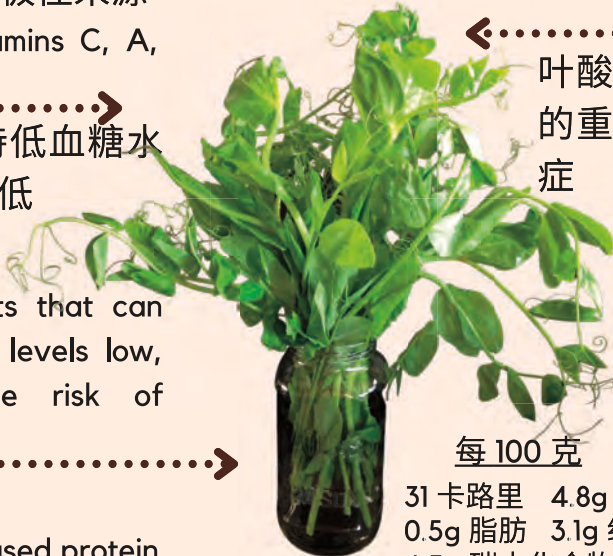 amins C, A,
持低血糖水
低
ts that can
levels low,
e risk of
used protein
叶酸
的重
症
每 100 克
31 卡路里 4.8g
0.5g 脂肪 3.1g